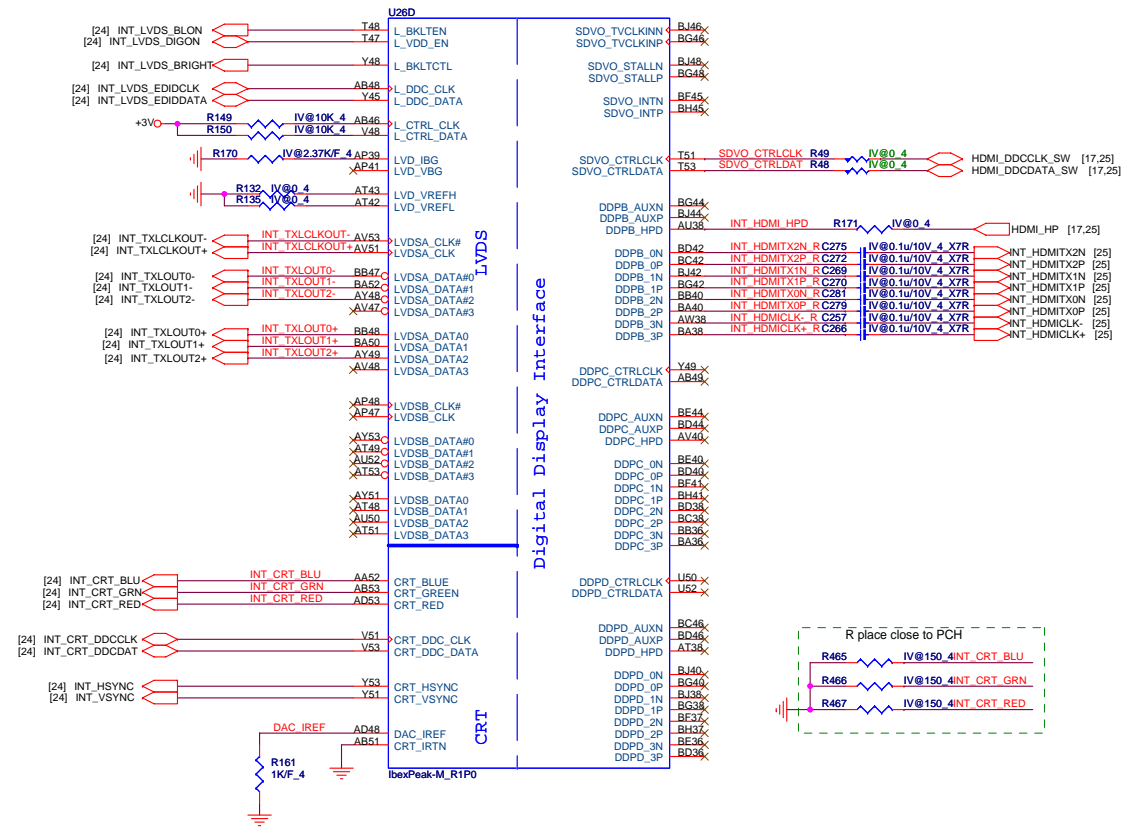 U26D
[24] INT_LVDS_BLON T48 L_BKLTEN
[24] INT_LVDS_DIGON T47 L_VDD_EN
[24] INT_LVDS_BRIGHT Y48 L_BKLTCTL
[24] INT_LVDS_EDIDCLK AB48 L_DDC_CLK
[24] INT_LVDS_EDIDDATA Y45 L_DDC_DATA
+3V R149 IV@10K_4 AB46 L_CTRL_CLK
R150 IV@10K_4 V48 L_CTRL_DATA
R170 IV@2.37K/F_4 AP39 LVD_IBG
AP41 LVD_VBG
R132 IV@0_4 AT43 LVD_VREFH
R135 IV@0_4 AT42 LVD_VREFL
[24] INT_TXLCLKOUT- INT_TXLCLKOUT- AV53 LVDSA_CLK#
[24] INT_TXLCLKOUT+ INT_TXLCLKOUT+ AV51 LVDSA_CLK
[24] INT_TXLOUT0- INT_TXLOUT0- BB47 LVDSA_DATA#0
[24] INT_TXLOUT1- INT_TXLOUT1- BA52 LVDSA_DATA#1
[24] INT_TXLOUT2- INT_TXLOUT2- AY48 LVDSA_DATA#2
AV47 LVDSA_DATA#3
[24] INT_TXLOUT0+ INT_TXLOUT0+ BB48 LVDSA_DATA0
[24] INT_TXLOUT1+ INT_TXLOUT1+ BA50 LVDSA_DATA1
[24] INT_TXLOUT2+ INT_TXLOUT2+ AY49 LVDSA_DATA2
AV48 LVDSA_DATA3
AP48 LVDSB_CLK#
AP47 LVDSB_CLK
AY53 LVDSB_DATA#0
AT49 LVDSB_DATA#1
AU52 LVDSB_DATA#2
AT53 LVDSB_DATA#3
AY51 LVDSB_DATA0
AT48 LVDSB_DATA1
AU50 LVDSB_DATA2
AT51 LVDSB_DATA3
[24] INT_CRT_BLU INT_CRT_BLU AA52 CRT_BLUE
[24] INT_CRT_GRN INT_CRT_GRN AB53 CRT_GREEN
[24] INT_CRT_RED INT_CRT_RED AD53 CRT_RED
[24] INT_CRT_DDCCLK V51 CRT_DDC_CLK
[24] INT_CRT_DDCDAT V53 CRT_DDC_DATA
[24] INT_HSYNC Y53 CRT_HSYNC
[24] INT_VSYNC Y51 CRT_VSYNC
DAC_IREF AD48 DAC_IREF
AB51 CRT_IRTN
R161
1K/F_4
LVDS
CRT
Digital Display Interface
IbexPeak-M_R1P0
SDVO_TVCLKINN BJ46
SDVO_TVCLKINP BG46
SDVO_STALLN BJ48
SDVO_STALLP BG48
SDVO_INTN BF45
SDVO_INTP BH45
SDVO_CTRLCLK T51 SDVO_CTRLCLK R49 IV@0_4 HDMI_DDCCLK_SW [17,25]
SDVO_CTRLDATA T53 SDVO_CTRLDAT R48 IV@0_4 HDMI_DDCDATA_SW [17,25]
DDPB_AUXN BG44
DDPB_AUXP BJ44
DDPB_HPD AU38 INT_HDMI_HPD R171 IV@0_4 HDMI_HP [17,25]
DDPB_0N BD42 INT_HDMITX2N_R C275 IV@0.1u/10V_4_X7R INT_HDMITX2N [25]
DDPB_0P BC42 INT_HDMITX2P_R C272 IV@0.1u/10V_4_X7R INT_HDMITX2P [25]
DDPB_1N BJ42 INT_HDMITX1N_R C269 IV@0.1u/10V_4_X7R INT_HDMITX1N [25]
DDPB_1P BG42 INT_HDMITX1P_R C270 IV@0.1u/10V_4_X7R INT_HDMITX1P [25]
DDPB_2N BB40 INT_HDMITX0N_R C281 IV@0.1u/10V_4_X7R INT_HDMITX0N [25]
DDPB_2P BA40 INT_HDMITX0P_R C279 IV@0.1u/10V_4_X7R INT_HDMITX0P [25]
DDPB_3N AW38 INT_HDMICLK-_R C257 IV@0.1u/10V_4_X7R INT_HDMICLK- [25]
DDPB_3P BA38 INT_HDMICLK+_R C266 IV@0.1u/10V_4_X7R INT_HDMICLK+ [25]
DDPC_CTRLCLK Y49
DDPC_CTRLDATA AB49
DDPC_AUXN BE44
DDPC_AUXP BD44
DDPC_HPD AV40
DDPC_0N BE40
DDPC_0P BD40
DDPC_1N BF41
DDPC_1P BH41
DDPC_2N BD38
DDPC_2P BC38
DDPC_3N BB36
DDPC_3P BA36
DDPD_CTRLCLK U50
DDPD_CTRLDATA U52
DDPD_AUXN BC46
DDPD_AUXP BD46
DDPD_HPD AT38
DDPD_0N BJ40
DDPD_0P BG40
DDPD_1N BJ38
DDPD_1P BG38
DDPD_2N BF37
DDPD_2P BH37
DDPD_3N BE36
DDPD_3P BD36
R place close to PCH
R465 IV@150_4 INT_CRT_BLU
R466 IV@150_4 INT_CRT_GRN
R467 IV@150_4 INT_CRT_RED